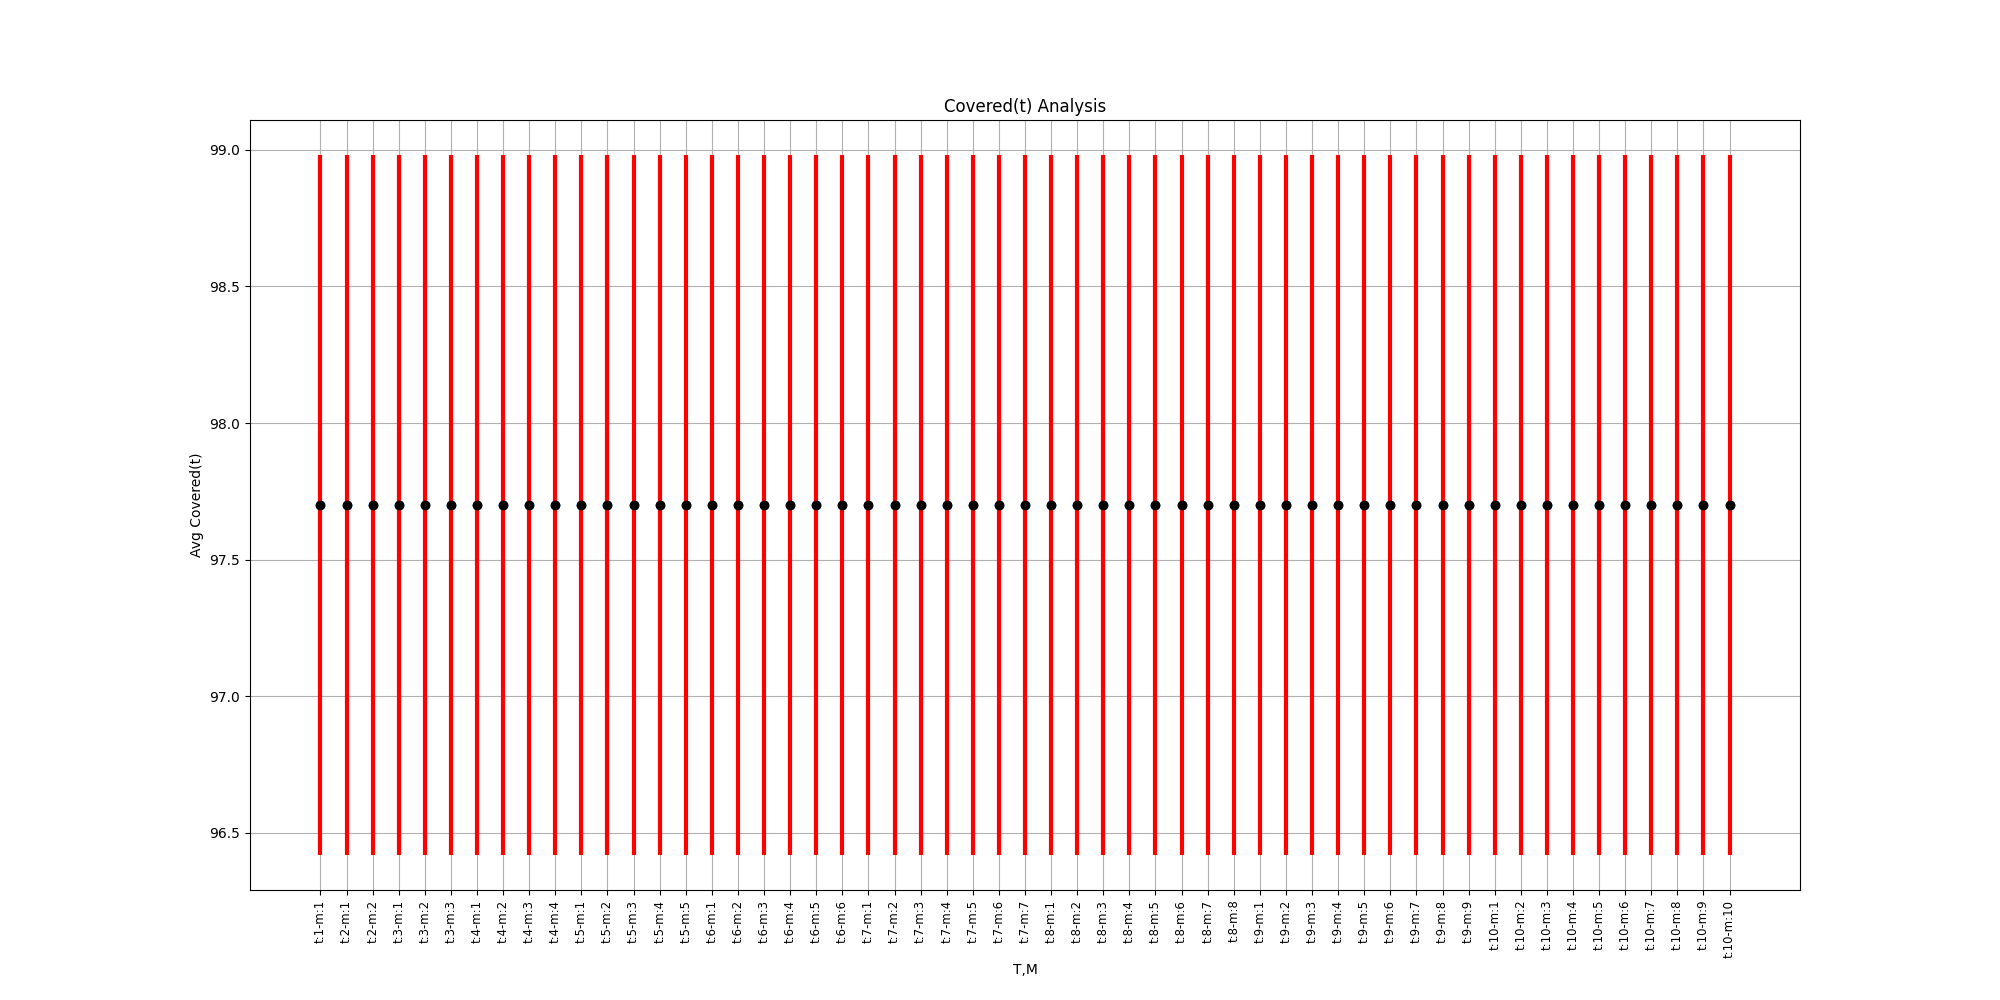 Covered(t) Analysis
99.0
98.5
98.0
97.5
97.0
96.5
Avg Covered(t)
t:1-m:1
t:2-m:1
t:2-m:2
t:3-m:1
t:3-m:2
t:3-m:3
t:4-m:1
t:4-m:2
t:4-m:3
t:4-m:4
t:5-m:1
t:5-m:2
t:5-m:3
t:5-m:4
t:5-m:5
t:6-m:1
t:6-m:2
t:6-m:3
t:6-m:4
t:6-m:5
t:6-m:6
t:7-m:1
t:7-m:2
t:7-m:3
t:7-m:4
t:7-m:5
t:7-m:6
t:7-m:7
t:8-m:1
t:8-m:2
t:8-m:3
t:8-m:4
t:8-m:5
t:8-m:6
t:8-m:7
t:8-m:8
t:9-m:1
t:9-m:2
t:9-m:3
t:9-m:4
t:9-m:5
t:9-m:6
t:9-m:7
t:9-m:8
t:9-m:9
t:10-m:1
t:10-m:2
t:10-m:3
t:10-m:4
t:10-m:5
t:10-m:6
t:10-m:7
t:10-m:8
t:10-m:9
t:10-m:10
T,M